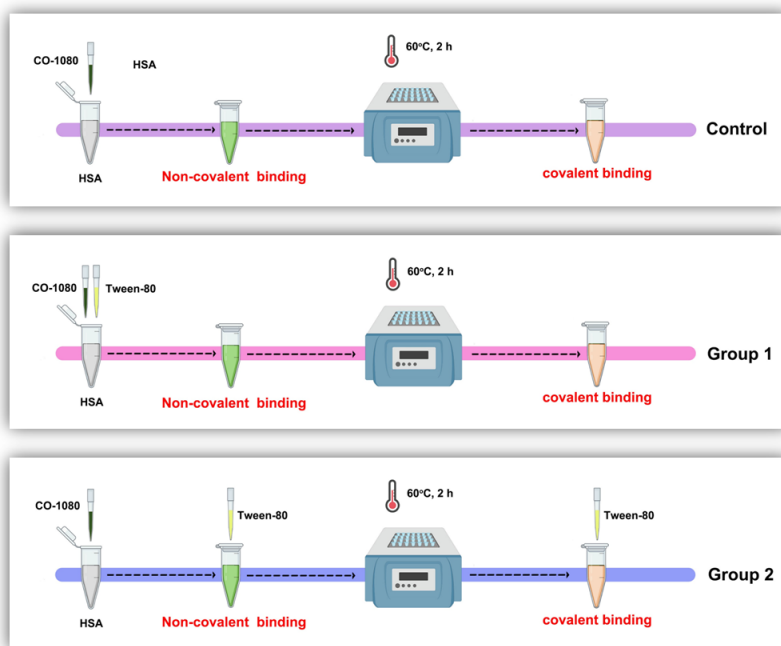 60°C, 2 h
CO-1080
HSA
Control
HSA
Non-covalent binding
covalent binding
60°C, 2 h
CO-1080
Tween-80
Group 1
HSA
Non-covalent binding
covalent binding
60°C, 2 h
CO-1080
Tween-80
Tween-80
Group 2
HSA
Non-covalent binding
covalent binding